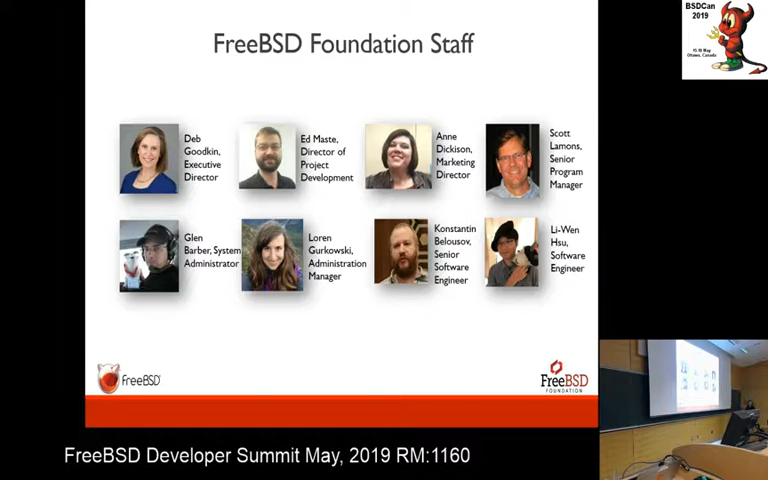 FreeBSD Foundation Staff
BSDCan
2019
Ottawa, Canada
Deb
Goodkin,
Executive
Director
Ed Maste,
Director of
Project
Development
Anne
Dickison,
Marketing
Director
Scott
Lamons,
Senior
Program
Manager
Glen
Barber, System
Administrator
Loren
Gurkowski,
Administration
Manager
Konstantin
Belousov,
Senior
Software
Engineer
Li-Wen
Hsu,
Software
Engineer
FreeBSD
FreeBSD
FOUNDATION
FreeBSD Developer Summit May, 2019 RM:1160